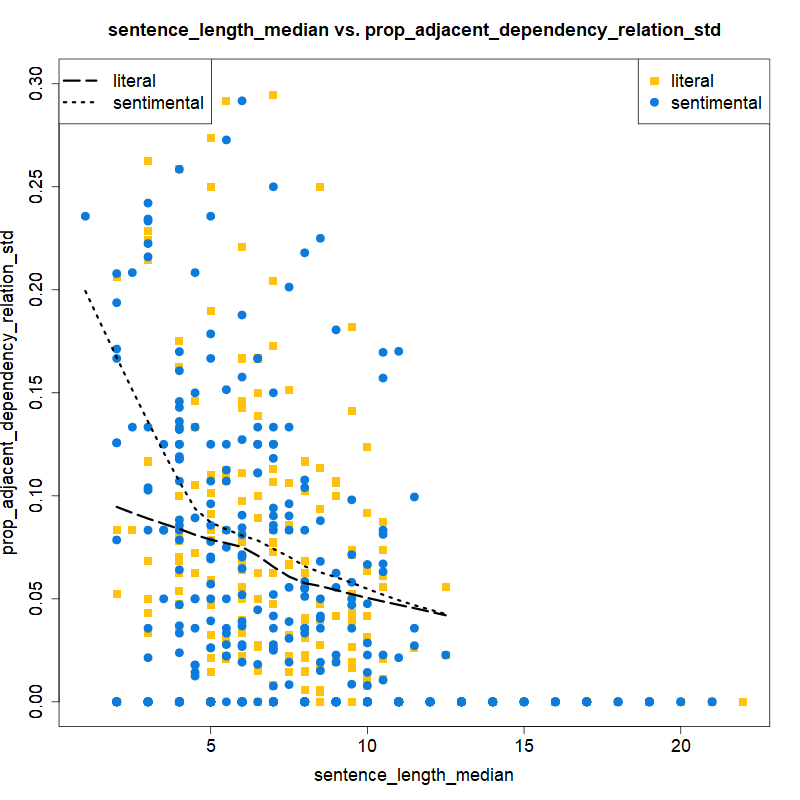 sentence_length_median vs. prop_adjacent_dependency_relation_std
literal
sentimental
literal
sentimental
prop_adjacent_dependency_relation_std
0.30
0.25
0.20
0.15
0.10
0.05
0.00
5
10
15
20
sentence_length_median